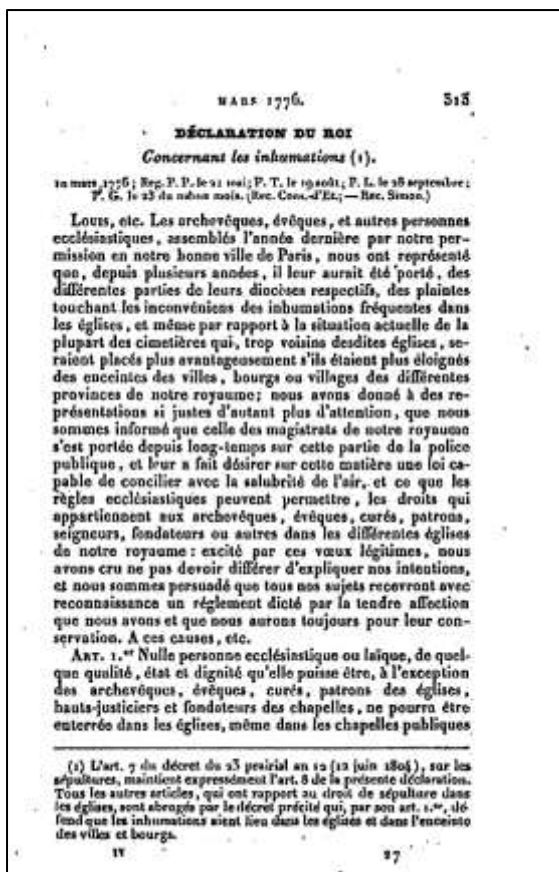 MARS 1776. 313
DÉCLARATION DU ROI
Concernant les inhumations (1).
10 mars 1776; Reg. P. P. le 21 mai; P. T. le 19 août; P. L. le 28 septembre;
P. G. le 23 du même mois. (Rec. Cons.-d'Et.; — Rec. Simon.)
Louis, etc. Les archevêques, évêques, et autres personnes
ecclésiastiques, assemblés l'année dernière par notre per-
mission en notre bonne ville de Paris, nous ont représenté
que, depuis plusieurs années, il leur aurait été porté, des
différentes parties de leurs diocèses respectifs, des plaintes
touchant les inconvéniens des inhumations fréquentes dans
les églises, et même par rapport à la situation actuelle de la
plupart des cimetières qui, trop voisins desdites églises, se-
raient placés plus avantageusement s'ils étaient plus éloignés
des enceintes des villes, bourgs ou villages des différentes
provinces de notre royaume; nous avons donné à des re-
présentations si justes d'autant plus d'attention, que nous
sommes informé que celle des magistrats de notre royaume
s'est portée depuis long-temps sur cette partie de la police
publique, et leur a fait désirer sur cette matière une loi ca-
pable de concilier avec la salubrité de l'air, et ce que les
règles ecclésiastiques peuvent permettre, les droits qui
appartiennent aux archevêques, évêques, curés, patrons,
seigneurs, fondateurs ou autres dans les différentes églises
de notre royaume : excité par ces vœux légitimes, nous
avons cru ne pas devoir différer d'expliquer nos intentions,
et nous sommes persuadé que tous nos sujets recevront avec
reconnaissance un réglement dicté par la tendre affection
que nous avons et que nous aurons toujours pour leur con-
servation. A ces causes, etc.
ART. 1.er Nulle personne ecclésiastique ou laïque, de quel-
que qualité, état et dignité qu'elle puisse être, à l'exception
des archevêques, évêques, curés, patrons des églises,
hauts-justiciers et fondateurs des chapelles, ne pourra être
enterrée dans les églises, même dans les chapelles publiques
(1) L'art. 7 du décret du 23 prairial an 12 (12 juin 1804), sur les
sépultures, maintient expressément l'art. 8 de la présente déclaration.
Tous les autres articles, qui ont rapport au droit de sépulture dans
les églises, sont abrogés par le décret précité qui, par son art. 1.er, dé-
fend que les inhumations aient lieu dans les églises et dans l'enceinte
des villes et bourgs.
IV 27